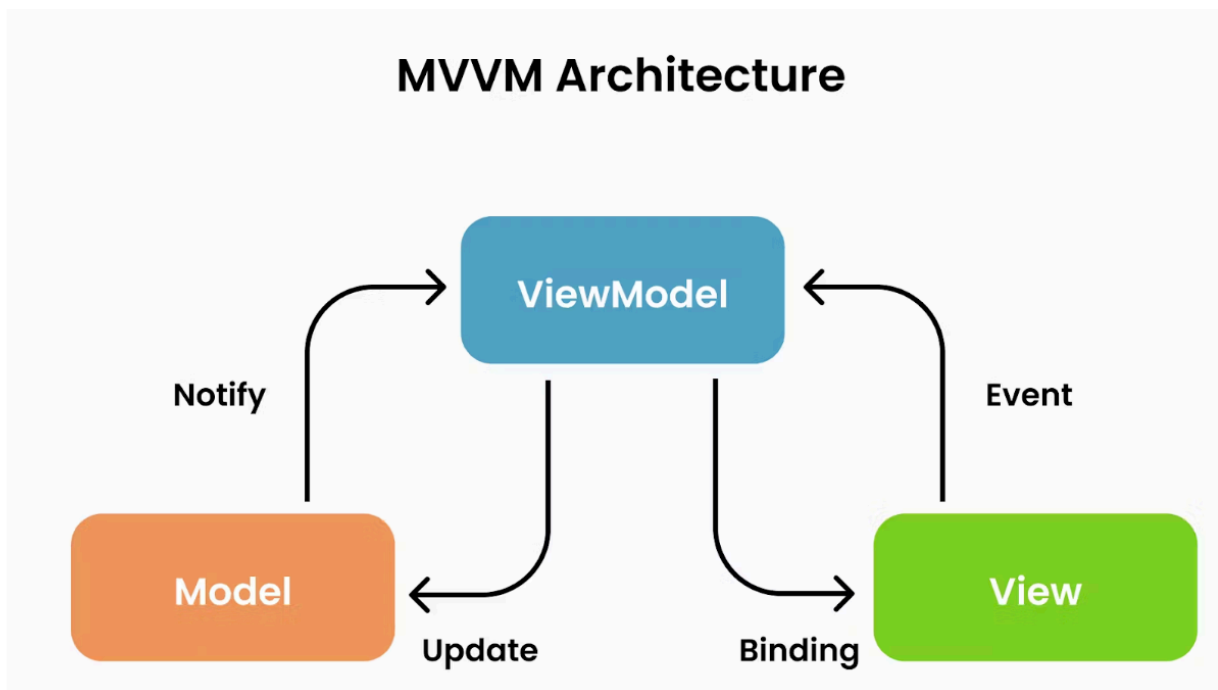 MVVM Architecture
ViewModel
Notify
Event
Model
View
Update
Binding